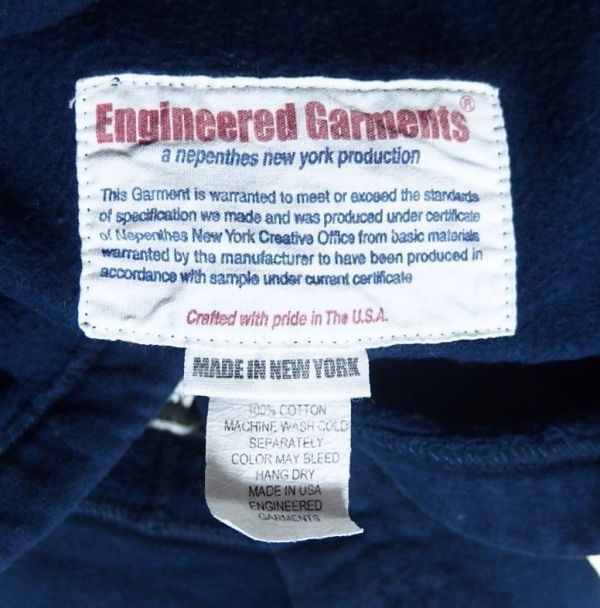 Engineered Garments®
a nepenthes new york production
This Garment is warranted to meet or exceed the standards
of specification we made and was produced under certificate
of Nepenthes New York Creative Office from basic materials
warranted by the manufacturer to have been produced in
accordance with sample under current certificate
Crafted with pride in The U.S.A.
MADE IN NEW YORK
100% COTTON
MACHINE WASH COLD
SEPARATELY
COLOR MAY BLEED
HANG DRY
MADE IN USA
ENGINEERED
GARMENTS